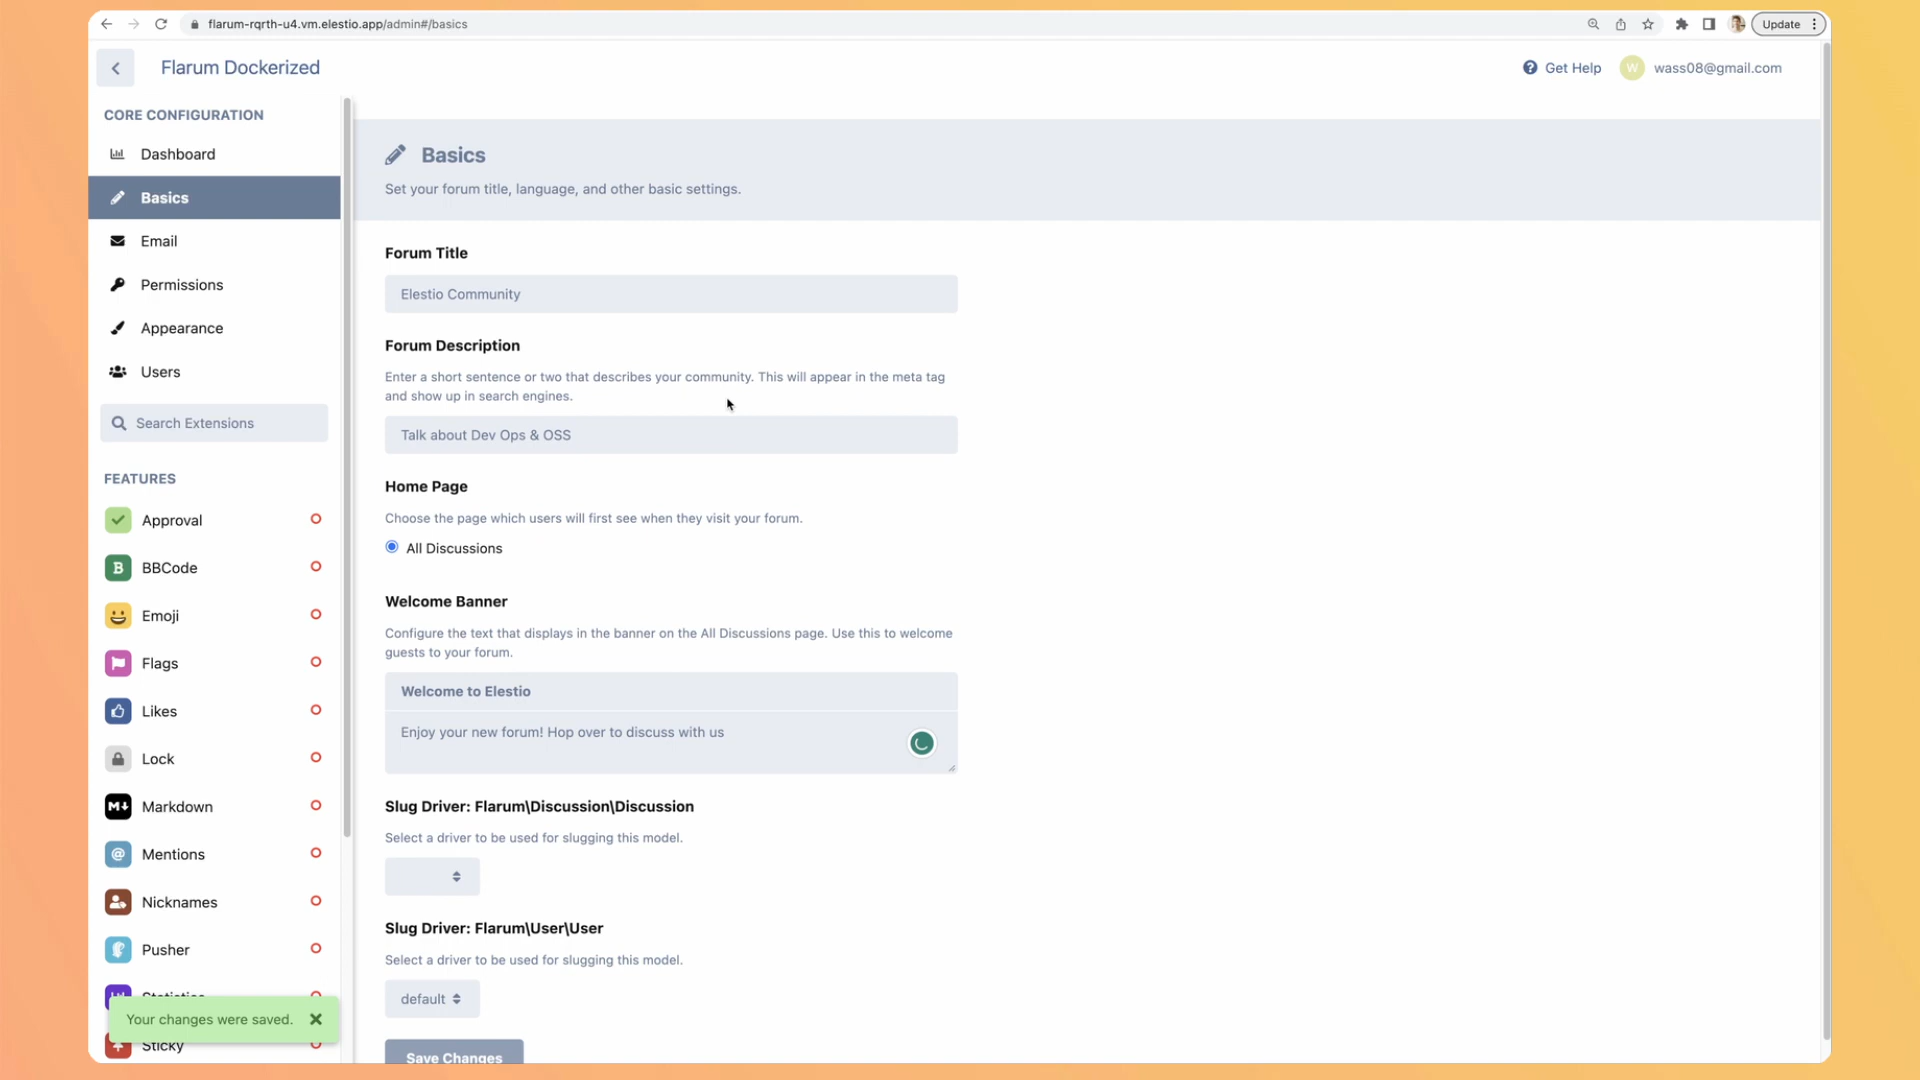 flarum-rqrth-u4.vm.elestio.app/admin#/basics
Update
Flarum Dockerized
Get Help
W
wass08@gmail.com
CORE CONFIGURATION
Dashboard
Basics
Email
Permissions
Appearance
Users
Search Extensions
FEATURES
Approval
B
BBCode
Emoji
Flags
Likes
Lock
M
Markdown
@
Mentions
Nicknames
Pusher
Statistics
Your changes were saved.
Sticky
Basics
Set your forum title, language, and other basic settings.
Forum Title
Elestio Community
Forum Description
Enter a short sentence or two that describes your community. This will appear in the meta tag
and show up in search engines.
Talk about Dev Ops & OSS
Home Page
Choose the page which users will first see when they visit your forum.
All Discussions
Welcome Banner
Configure the text that displays in the banner on the All Discussions page. Use this to welcome
guests to your forum.
Welcome to Elestio
Enjoy your new forum! Hop over to discuss with us
Slug Driver: Flarum\Discussion\Discussion
Select a driver to be used for slugging this model.
Slug Driver: Flarum\User\User
Select a driver to be used for slugging this model.
default
Save Changes